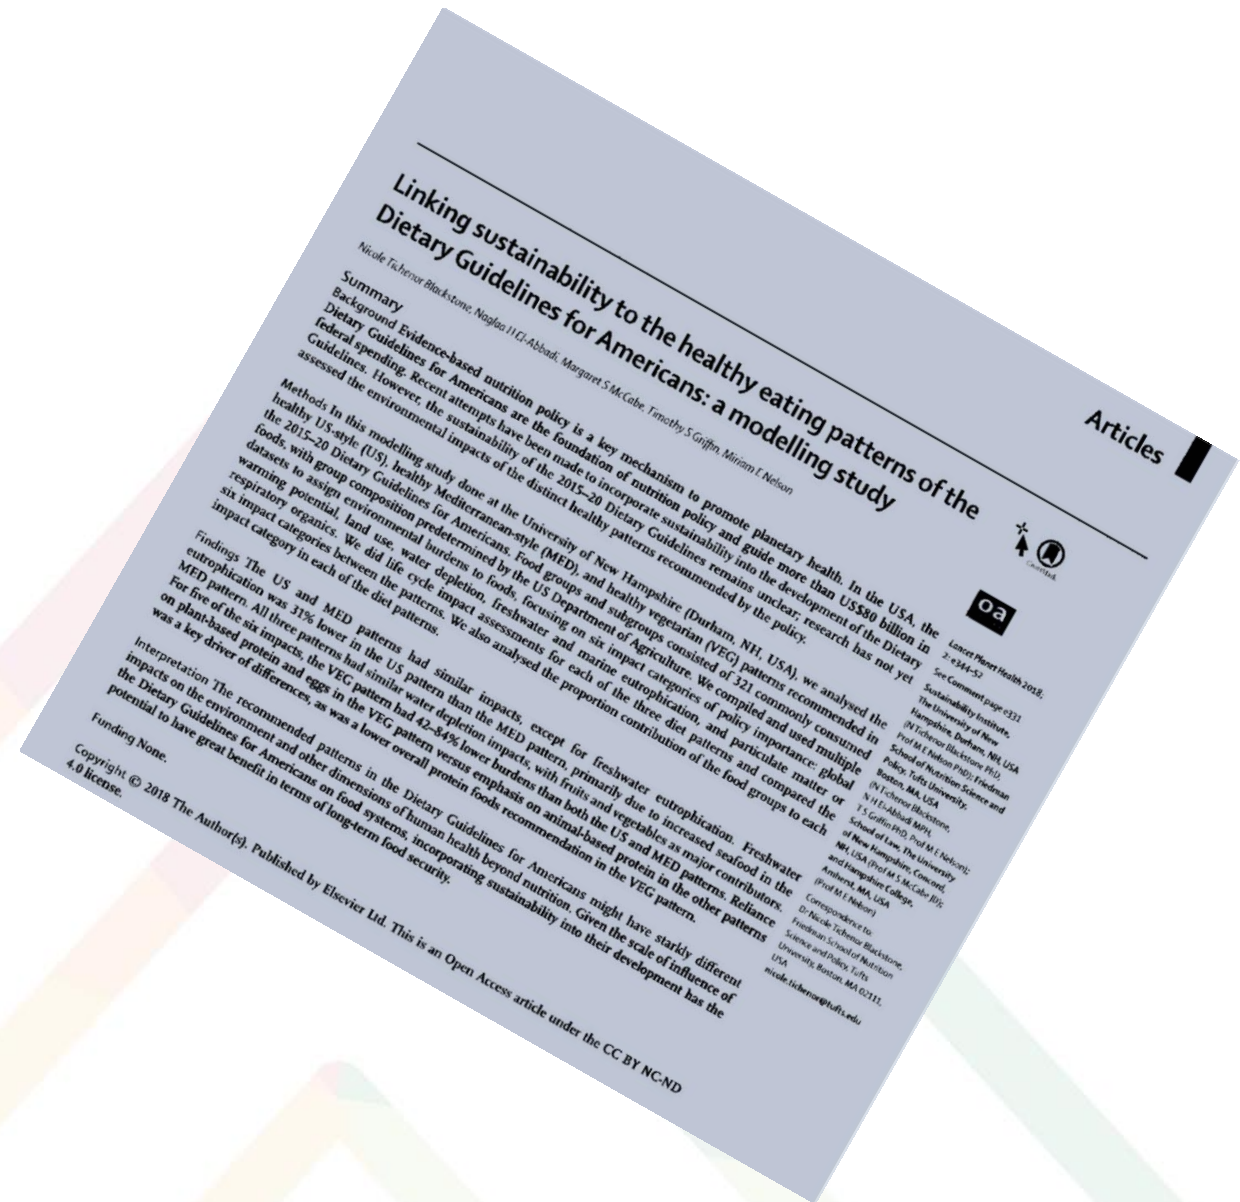 Articles
Linking sustainability to the healthy eating patterns of the
Dietary Guidelines for Americans: a modelling study
Nicole Tichenor Blackstone, Naglaa H El-Abbadi, Margaret S McCabe, Timothy S Griffin, Miriam E Nelson
Summary
Background Evidence-based nutrition policy is a key mechanism to promote planetary health. In the USA, the
Dietary Guidelines for Americans are the foundation of nutrition policy and guide more than US$80 billion in
federal spending. Recent attempts have been made to incorporate sustainability into the development of the Dietary
Guidelines. However, the sustainability of the 2015–20 Dietary Guidelines remains unclear; research has not yet
assessed the environmental impacts of the distinct healthy patterns recommended by the policy.
Methods In this modelling study done at the University of New Hampshire (Durham, NH, USA), we analysed the
healthy US-style (US), healthy Mediterranean-style (MED), and healthy vegetarian (VEG) patterns recommended in
the 2015–20 Dietary Guidelines for Americans. Food groups and subgroups consisted of 321 commonly consumed
foods, with group composition predetermined by the US Department of Agriculture. We compiled and used multiple
datasets to assign environmental burdens to foods, focusing on six impact categories of policy importance: global
warming potential, land use, water depletion, freshwater and marine eutrophication, and particulate matter or
respiratory organics. We did life cycle impact assessments for each of the three diet patterns and compared the
six impact categories between the patterns. We also analysed the proportion contribution of the food groups to each
impact category in each of the diet patterns.
Findings The US and MED patterns had similar impacts, except for freshwater eutrophication. Freshwater
eutrophication was 31% lower in the US pattern than the MED pattern, primarily due to increased seafood in the
MED pattern. All three patterns had similar water depletion impacts, with fruits and vegetables as major contributors.
For five of the six impacts, the VEG pattern had 42–84% lower burdens than both the US and MED patterns. Reliance
on plant-based protein and eggs in the VEG pattern versus emphasis on animal-based protein in the other patterns
was a key driver of differences, as was a lower overall protein foods recommendation in the VEG pattern.
Interpretation The recommended patterns in the Dietary Guidelines for Americans might have starkly different
impacts on the environment and other dimensions of human health beyond nutrition. Given the scale of influence of
the Dietary Guidelines for Americans on food systems, incorporating sustainability into their development has the
potential to have great benefit in terms of long-term food security.
Funding None.
Copyright © 2018 The Author(s). Published by Elsevier Ltd. This is an Open Access article under the CC BY NC-ND
4.0 license.
CrossMark
oa
Lancet Planet Health 2018;
2: e344–52
See Comment page e331
Sustainability Institute,
The University of New
Hampshire, Durham, NH, USA
(N Tichenor Blackstone PhD,
Prof M E Nelson PhD); Friedman
School of Nutrition Science and
Policy, Tufts University,
Boston, MA, USA
(N Tichenor Blackstone,
N H El-Abbadi MPH,
T S Griffin PhD, Prof M E Nelson);
School of Law, The University
of New Hampshire, Concord,
NH, USA (Prof M S McCabe JD);
and Hampshire College,
Amherst, MA, USA
(Prof M E Nelson)
Correspondence to:
Dr Nicole Tichenor Blackstone,
Friedman School of Nutrition
Science and Policy, Tufts
University, Boston, MA 02111,
USA
nicole.tichenor@tufts.edu